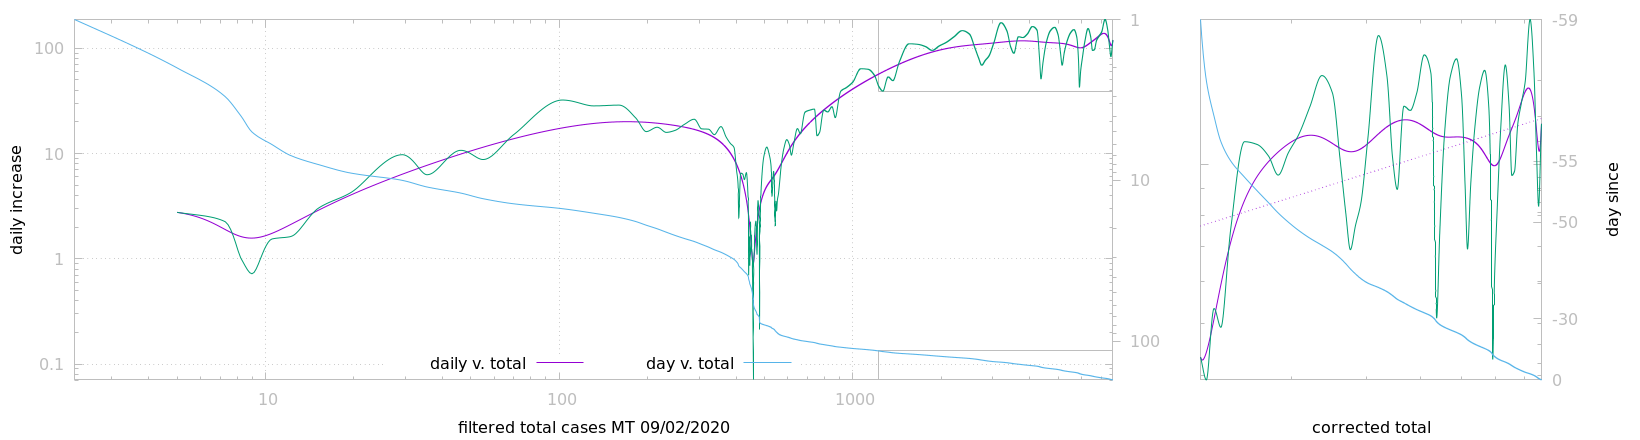 100
10
1
0.1
daily increase
10
100
1000
filtered total cases MT 09/02/2020
daily v. total
day v. total
1
10
100
corrected total
-59
-55
-50
-30
0
day since